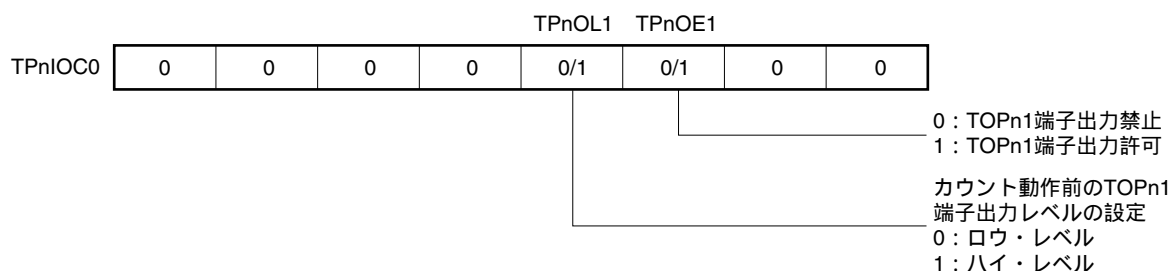 TPnOL1 TPnOE1
TPnIOC0 0 0 0 0 0/1 0/1 0 0
0：TOPn1端子出力禁止
1：TOPn1端子出力許可
カウント動作前のTOPn1
端子出力レベルの設定
0：ロウ・レベル
1：ハイ・レベル